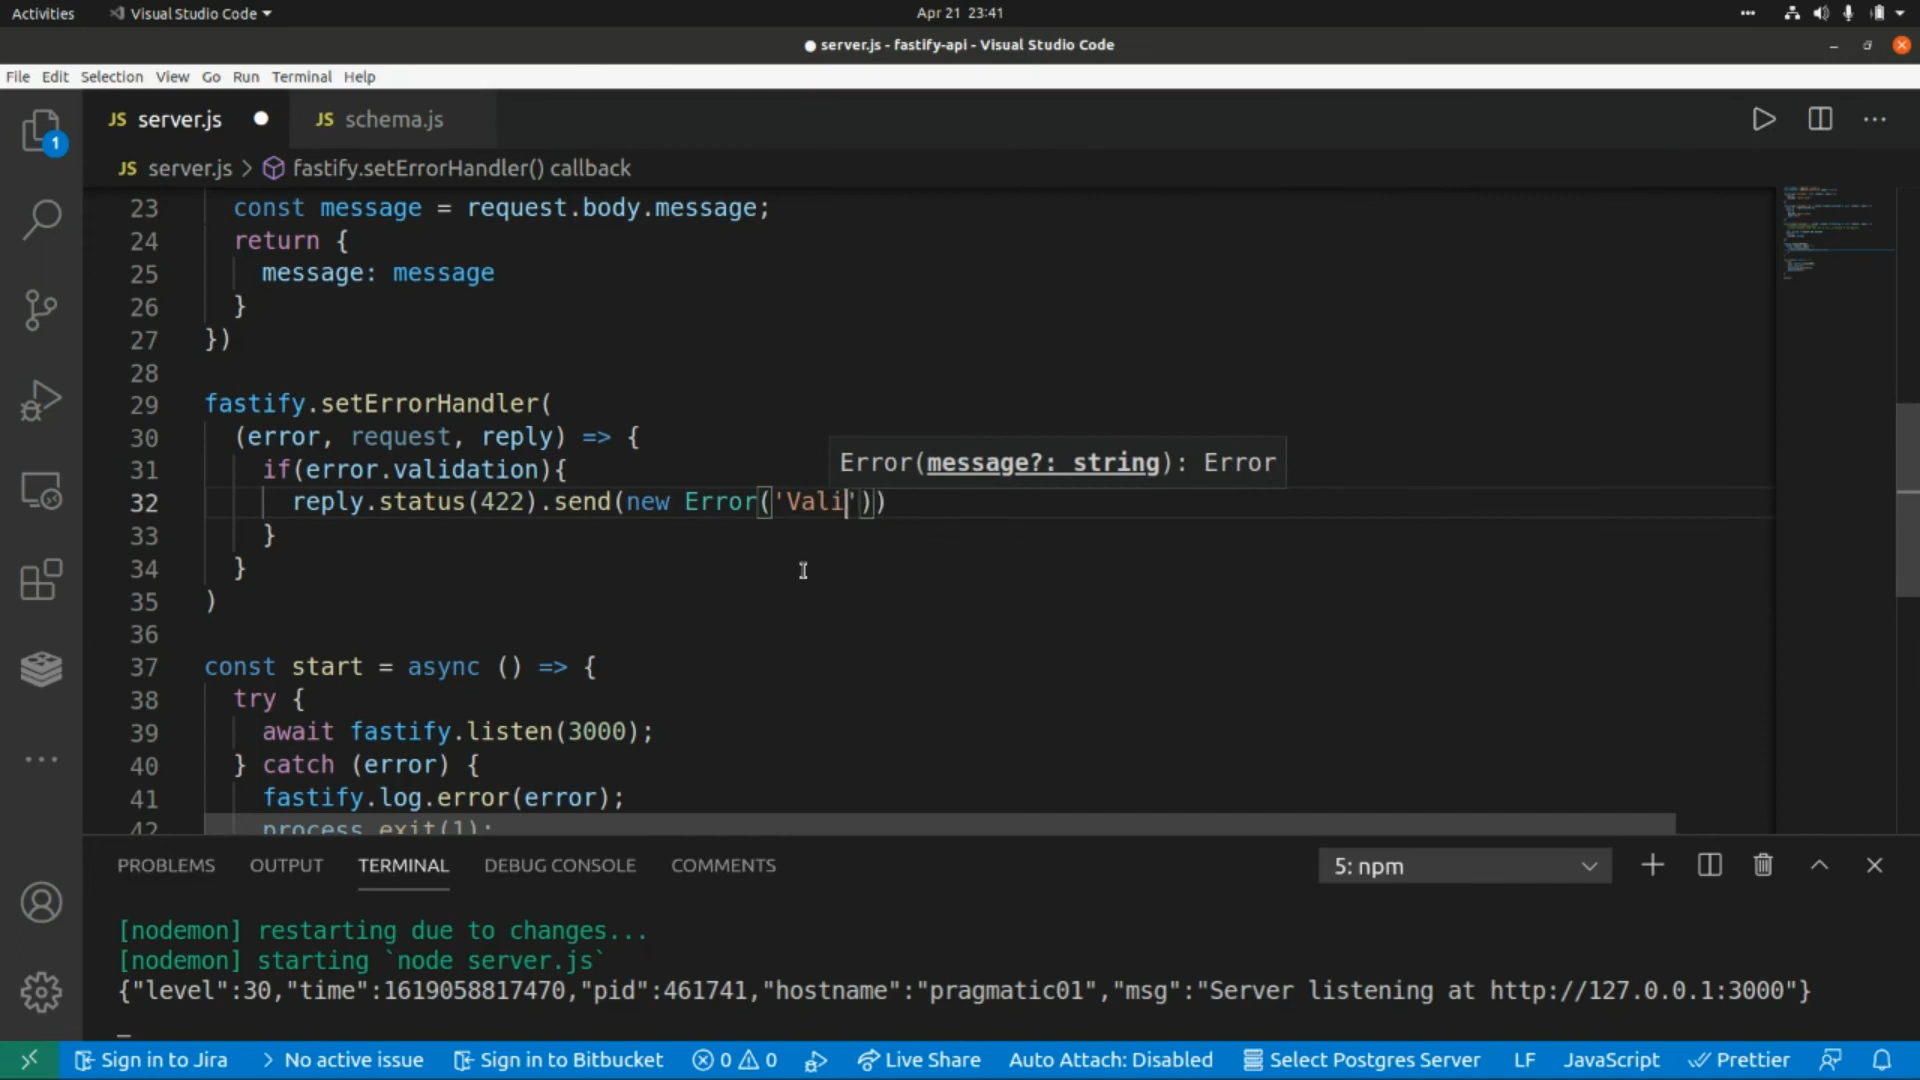 Activities Visual Studio Code Apr 21 23:41
server.js - fastify-api - Visual Studio Code
File Edit Selection View Go Run Terminal Help
1
JS server.js JS schema.js
JS server.js > fastify.setErrorHandler() callback
23 const message = request.body.message;
24 return {
25 message: message
26 }
27 })
28
29 fastify.setErrorHandler(
30 (error, request, reply) => {
31 if(error.validation){
Error(message?: string): Error
32 reply.status(422).send(new Error('Vali'))
33 }
34 }
35 )
36
37 const start = async () => {
38 try {
39 await fastify.listen(3000);
40 } catch (error) {
41 fastify.log.error(error);
42 process.exit(1);
PROBLEMS OUTPUT TERMINAL DEBUG CONSOLE COMMENTS 5: npm
[nodemon] restarting due to changes...
[nodemon] starting `node server.js`
{"level":30,"time":1619058817470,"pid":461741,"hostname":"pragmatic01","msg":"Server listening at http://127.0.0.1:3000"}
Sign in to Jira > No active issue Sign in to Bitbucket 0 0 Live Share Auto Attach: Disabled Select Postgres Server LF JavaScript Prettier